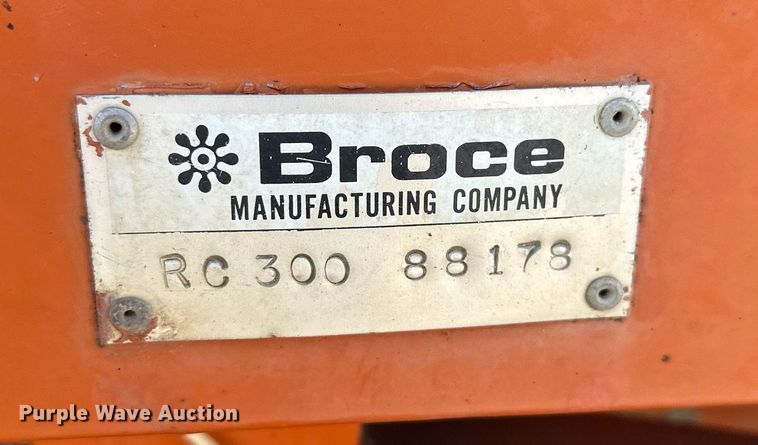 Broce
MANUFACTURING COMPANY
RC 300 88178
Purple Wave Auction